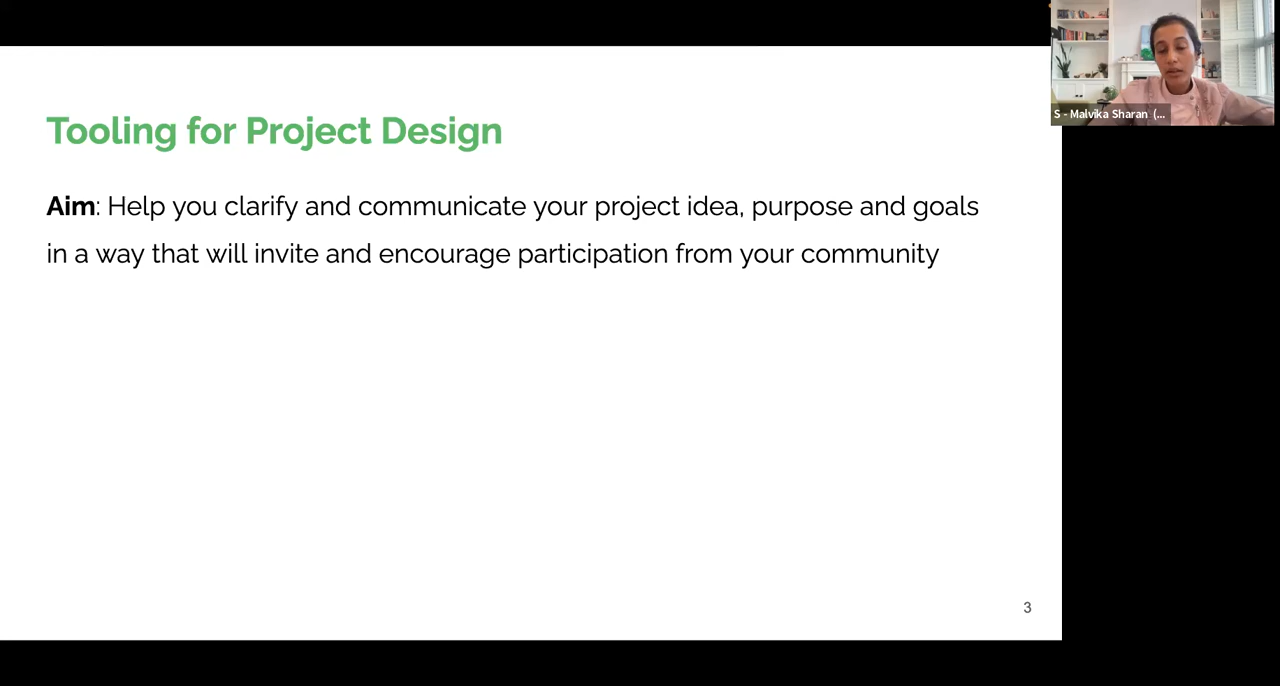 Tooling for Project Design
Aim: Help you clarify and communicate your project idea, purpose and goals
in a way that will invite and encourage participation from your community
3
S - Malvika Sharan (...